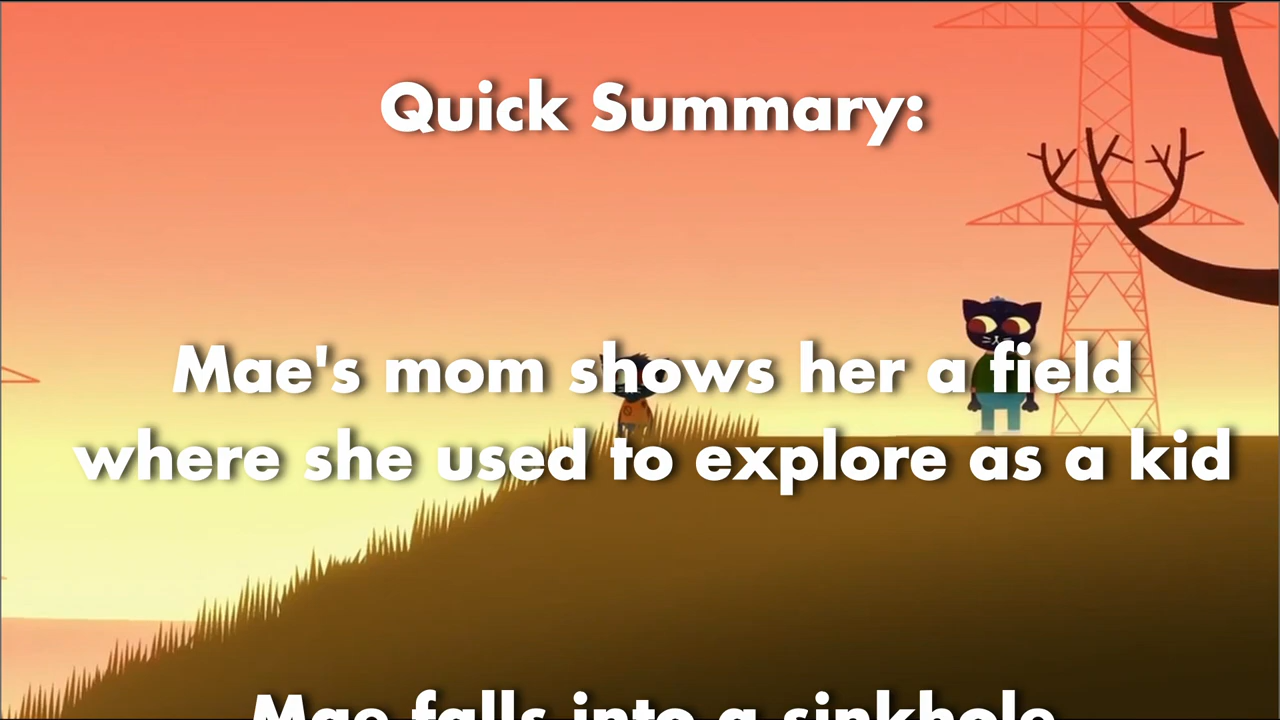 Quick Summary:
Mae's mom shows her a field
where she used to explore as a kid
Mae falls into a sinkhole